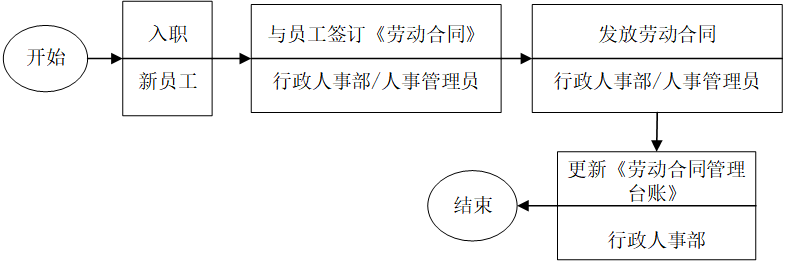 开始
入职
新员工
与员工签订《劳动合同》
行政人事部/人事管理员
发放劳动合同
行政人事部/人事管理员
更新《劳动合同管理
台账》
行政人事部
结束